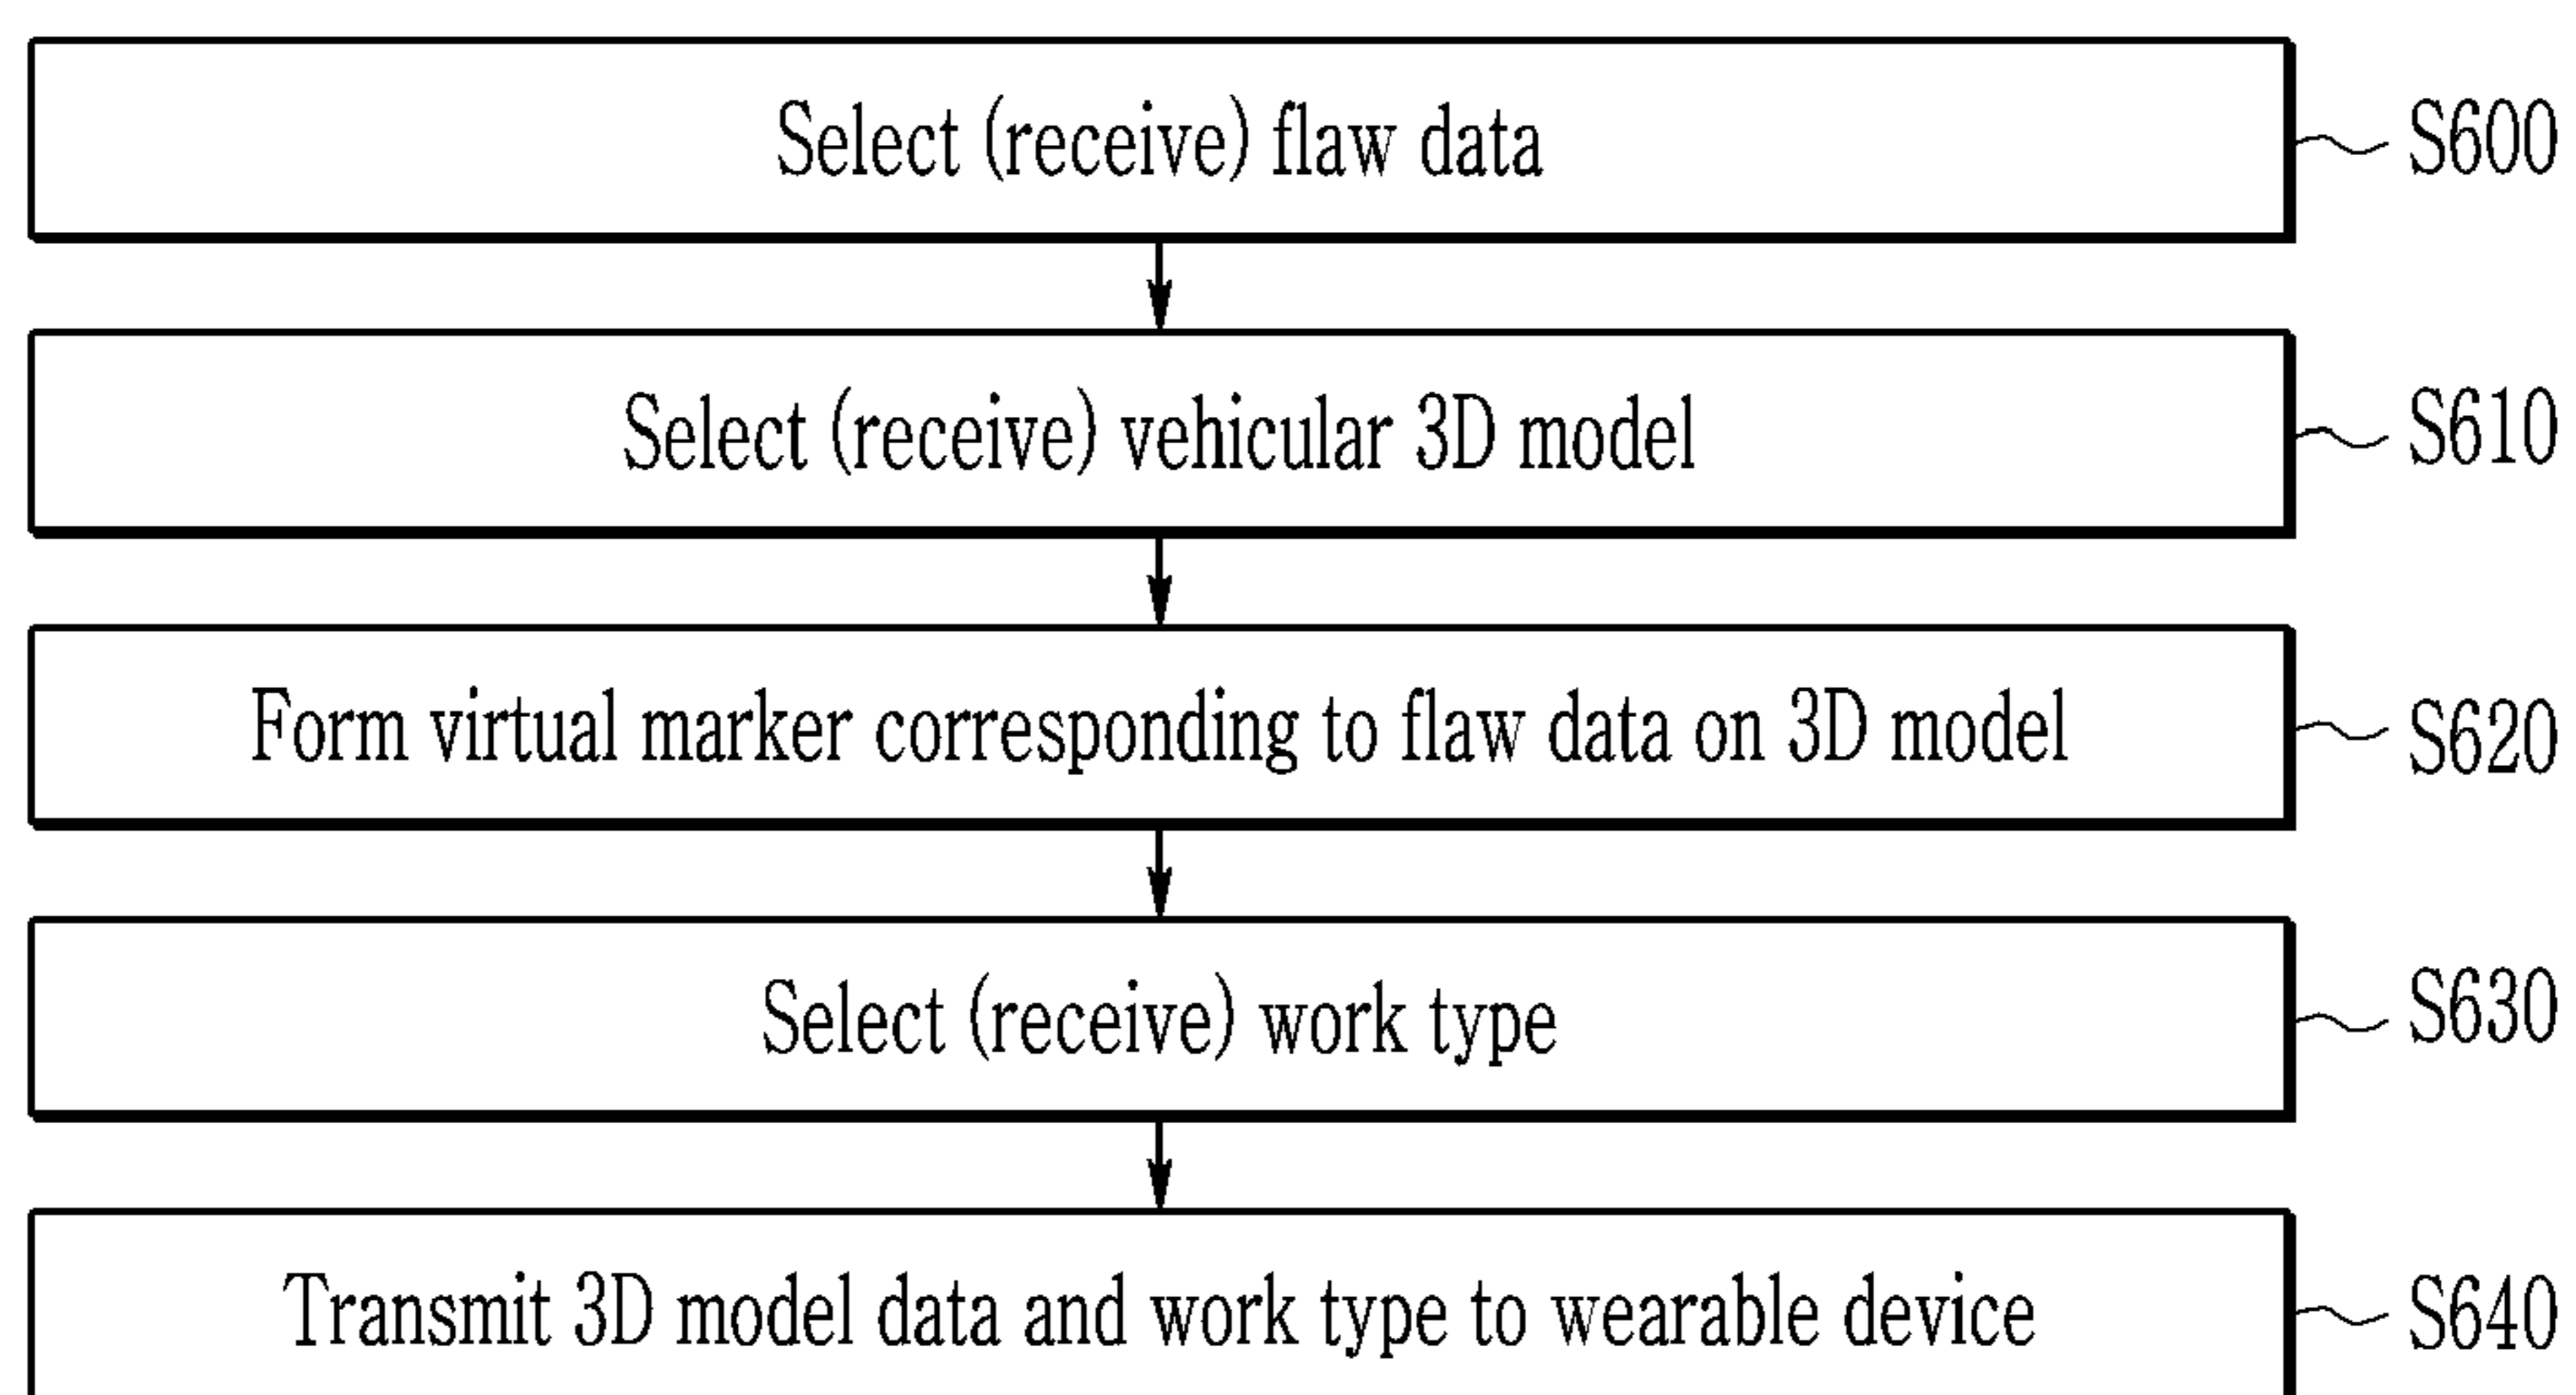 Select (receive) flaw data
S600
Select (receive) vehicular 3D model
S610
Form virtual marker corresponding to flaw data on 3D model
S620
Select (receive) work type
S630
Transmit 3D model data and work type to wearable device
S640